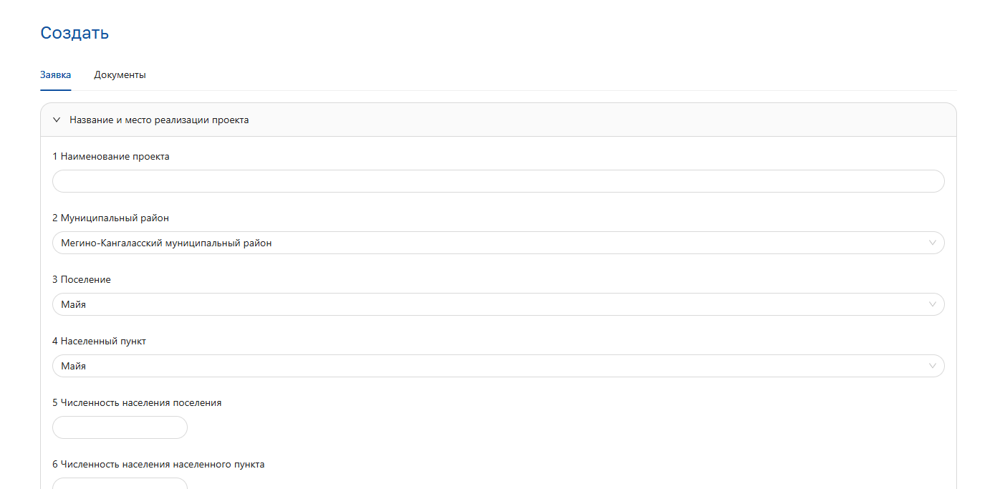 Создать
Заявка Документы
Название и место реализации проекта
1 Наименование проекта
2 Муниципальный район
Мегино-Кангаласский муниципальный район
3 Поселение
Майя
4 Населенный пункт
Майя
5 Численность населения поселения
6 Численность населения населенного пункта